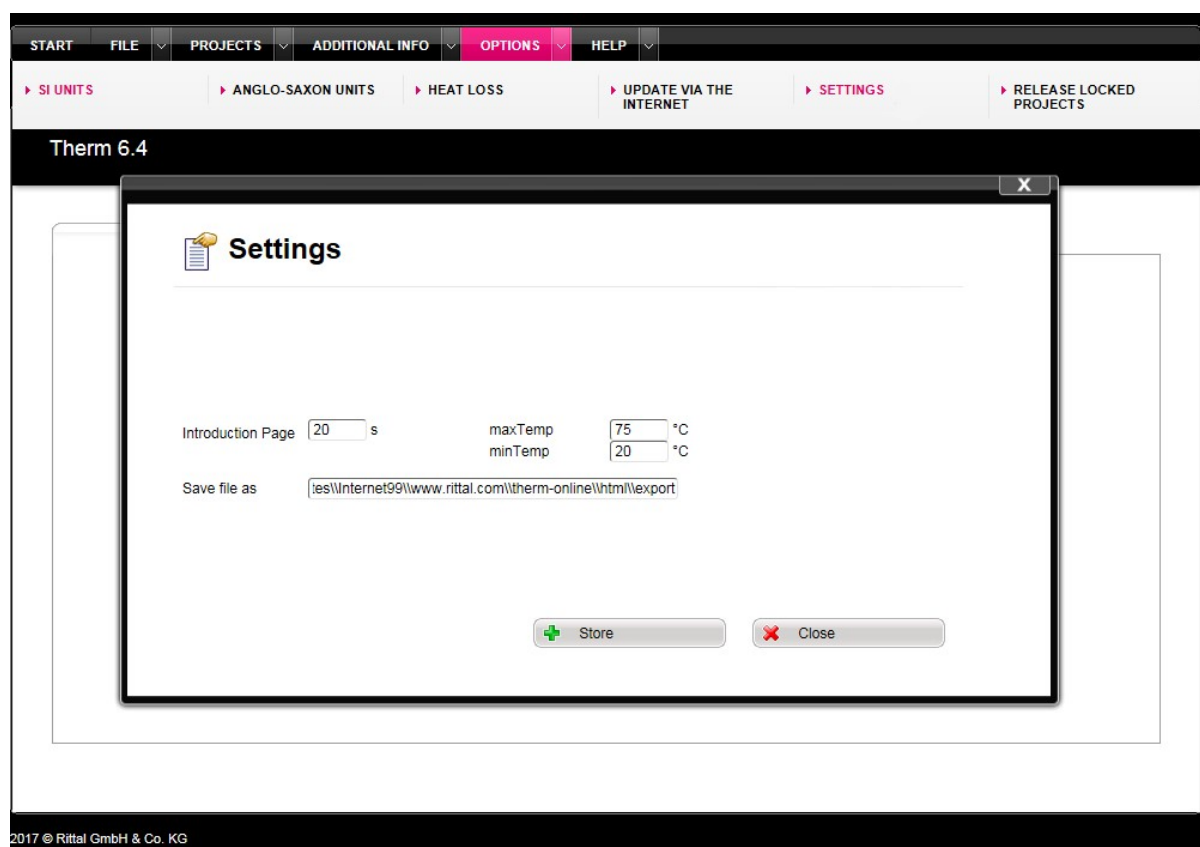 START FILE PROJECTS ADDITIONAL INFO OPTIONS HELP
SI UNITS ANGLO-SAXON UNITS HEAT LOSS UPDATE VIA THE INTERNET SETTINGS RELEASE LOCKED PROJECTS
Therm 6.4
X
Settings
Introduction Page 20 s maxTemp 75 °C
minTemp 20 °C
Save file as es\\Internet99\\www.rittal.com\\therm-online\\html\\export
Store Close
2017 © Rittal GmbH & Co. KG